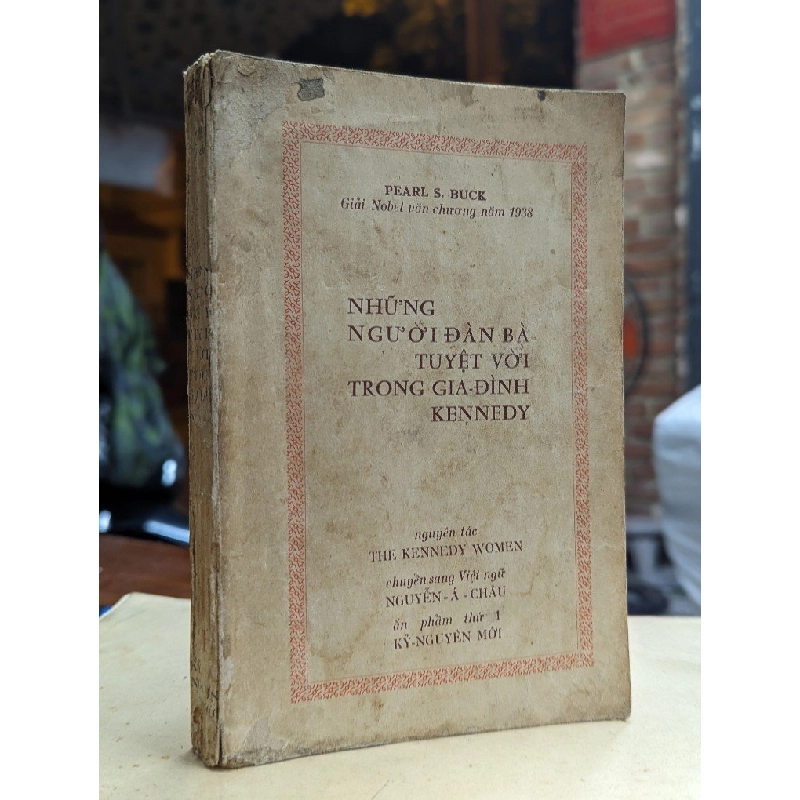 PEARL S. BUCK
Giải Nobel văn chương năm 1938
NHỮNG
NGƯỜI ĐÀN BÀ
TUYỆT VỜI
TRONG GIA-ĐÌNH
KENNEDY
nguyên tác
THE KENNEDY WOMEN
chuyển sang Việt ngữ
NGUYỄN-Á-CHÂU
ấn phẩm thứ 1
KỶ-NGUYÊN MỚI